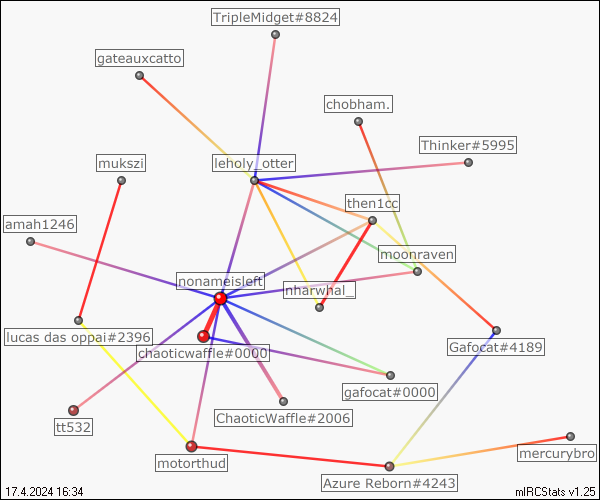 TripleMidget#8824
gateauxcatto
chobham.
Thinker#5995
mukszi
leholy_otter
then1cc
amah1246
moonraven
nonameisleft
nharwhal_
lucas das oppai#2396
Gafocat#4189
chaoticwaffle#0000
gafocat#0000
ChaoticWaffle#2006
tt532
mercurybro
motorthud
Azure Reborn#4243
17.4.2024 16:34
mIRCStats v1.25